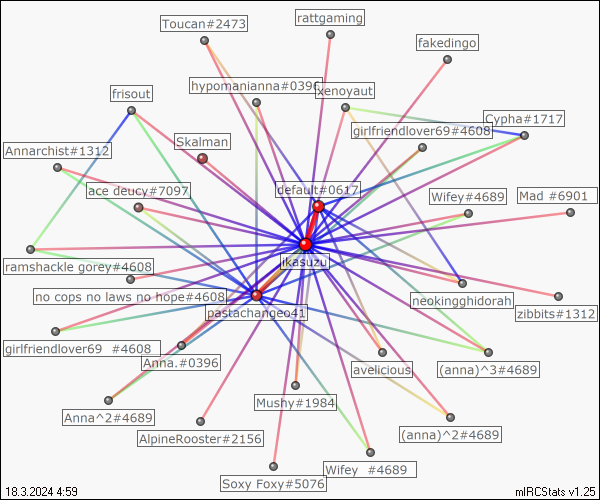 Toucan#2473
rattgaming
fakedingo
hypomanianna#0396
xenoyaut
frisout
Cypha#1717
girlfriendlover69#4608
Skalman
Annarchist#1312
ace deucy#7097
default#0617
Wifey#4689
Mad #6901
ikasuzu
ramshackle gorey#4608
no cops no laws no hope#4608
neokingghidorah
pastachangeo41
zibbits#1312
girlfriendlover69 #4608
Anna.#0396
avelicious
(anna)^3#4689
Mushy#1984
Anna^2#4689
AlpineRooster#2156
(anna)^2#4689
Wifey #4689
Soxy Foxy#5076
18.3.2024 4:59
mIRCStats v1.25